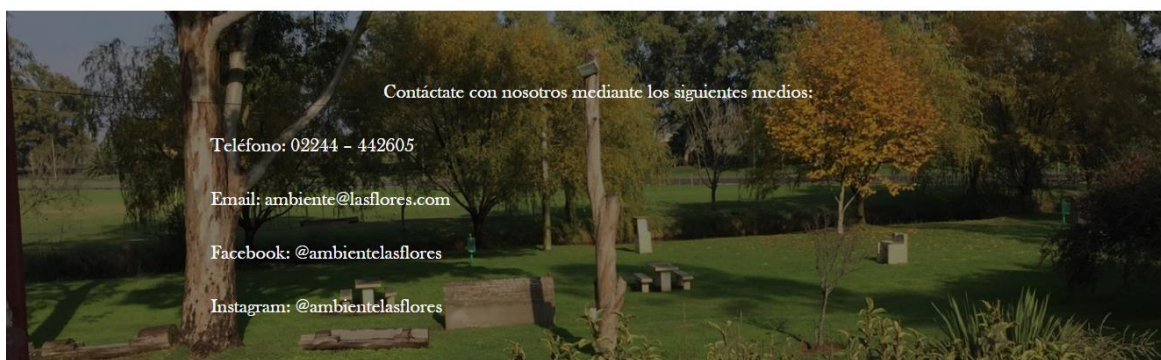 Contáctate con nosotros mediante los siguientes medios:
Teléfono: 02244 – 442605
Email: ambiente@lasflores.com
Facebook: @ambientelasflores
Instagram: @ambientelasflores